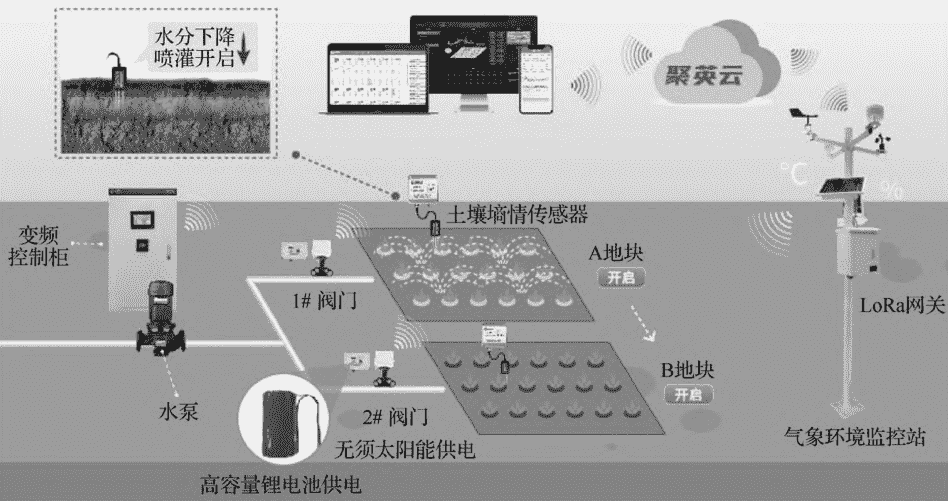 水分下降
喷灌开启
聚英云
°C
%
土壤墒情传感器
变频
控制柜
A地块
开启
1# 阀门
LoRa网关
B地块
开启
水泵
2# 阀门
气象环境监控站
无须太阳能供电
高容量锂电池供电